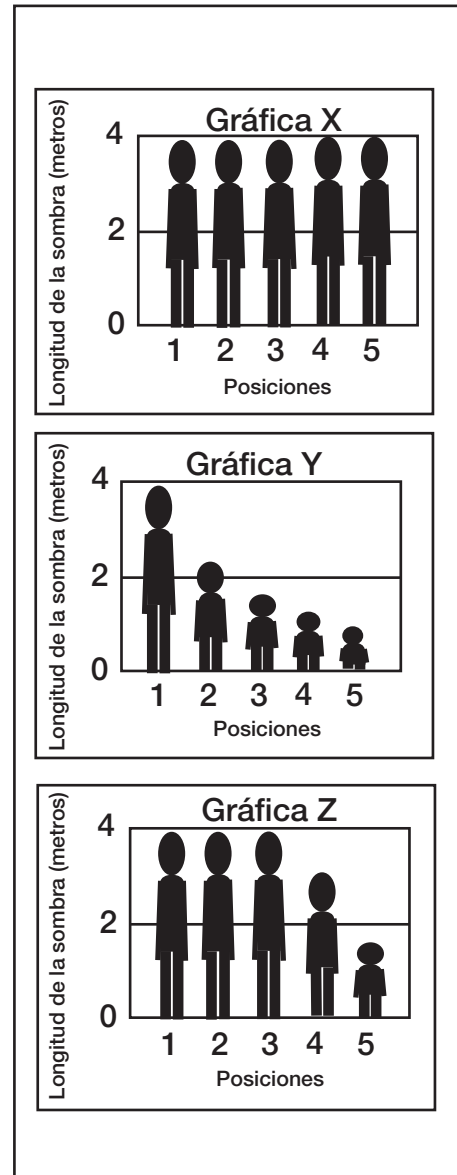 Gráfica X
Longitud de la sombra (metros)
4
2
0
1 2 3 4 5
Posiciones
Gráfica Y
Longitud de la sombra (metros)
4
2
0
1 2 3 4 5
Posiciones
Gráfica Z
Longitud de la sombra (metros)
4
2
0
1 2 3 4 5
Posiciones